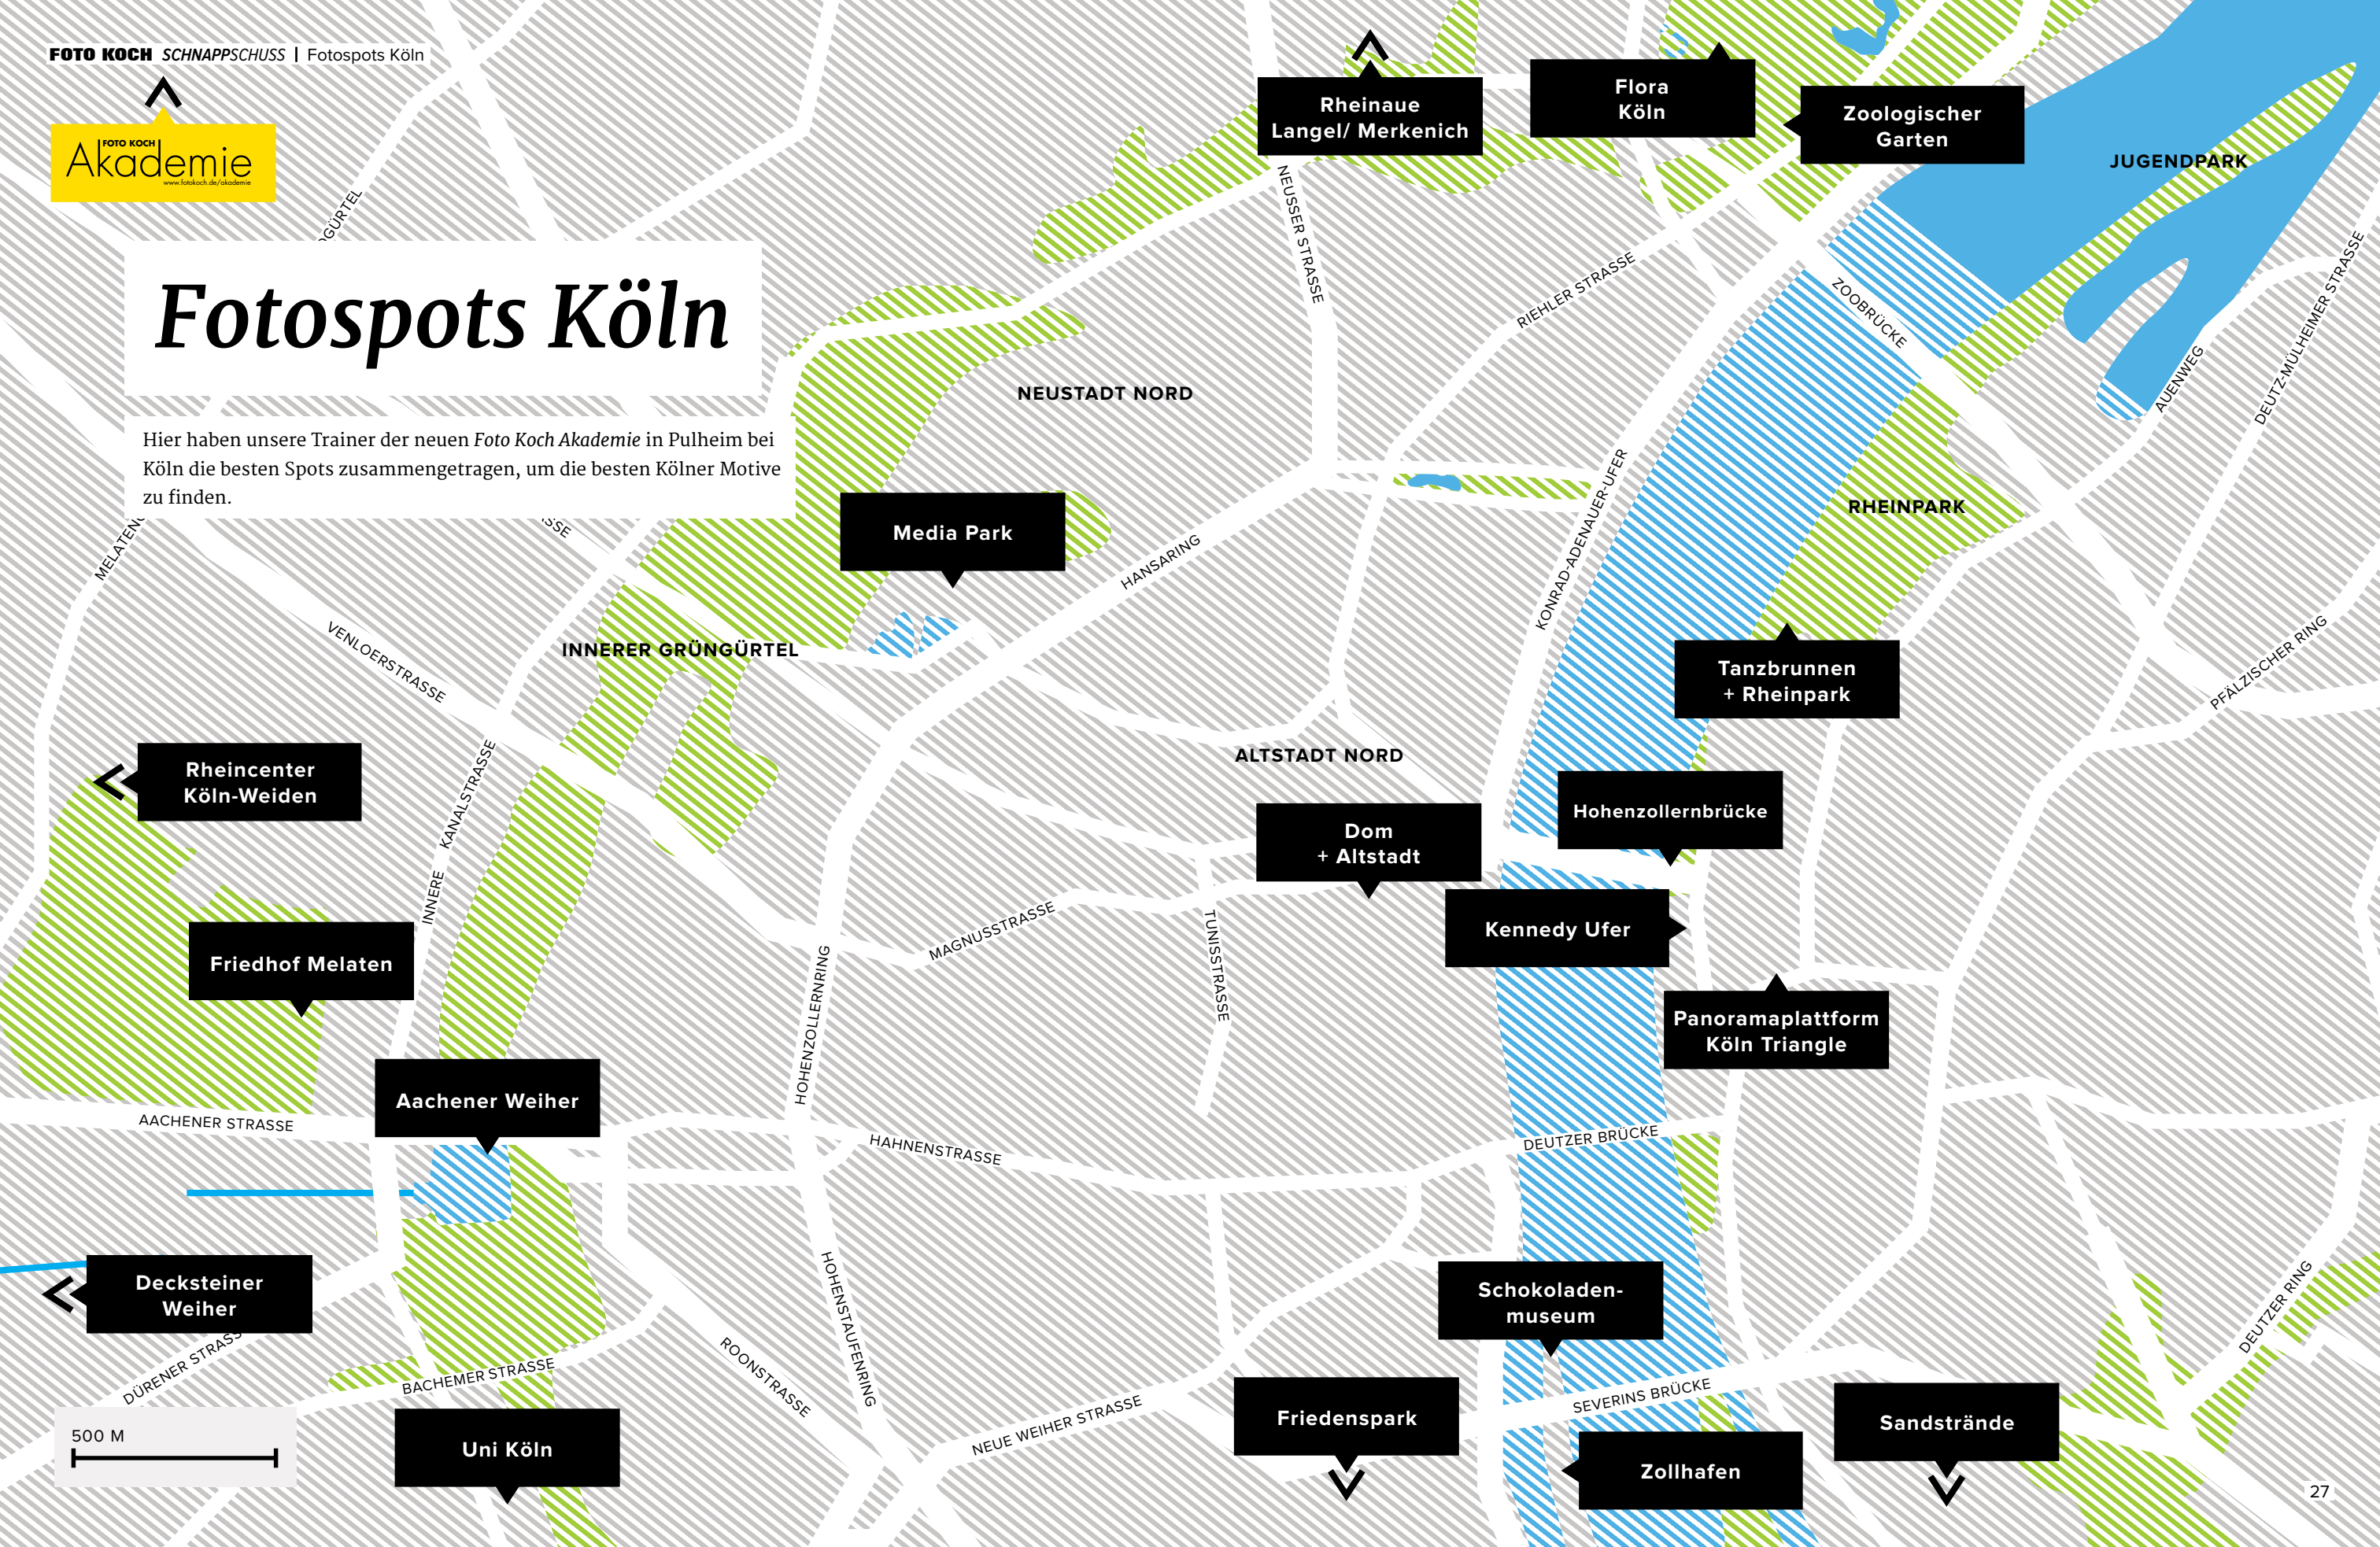 FOTO KOCH SCHNAPPSCHUSS | Fotospots Köln
FOTO KOCH
Akademie
www.fotokoch.de/akademie
Fotospots Köln
Hier haben unsere Trainer der neuen Foto Koch Akademie in Pulheim bei
Köln die besten Spots zusammengetragen, um die besten Kölner Motive
zu finden.
Rheinaue
Langel/ Merkenich
Flora
Köln
Zoologischer
Garten
JUGENDPARK
NEUSSER STRASSE
RIEHLER STRASSE
ZOOBRÜCKE
AUENWEG
DEUTZ-MÜLHEIMER STRASSE
NEUSTADT NORD
RHEINPARK
Media Park
HANSARING
KONRAD-ADENAUER-UFER
INNERER GRÜNGÜRTEL
VENLOERSTRASSE
Tanzbrunnen
+ Rheinpark
PFÄLZISCHER RING
ALTSTADT NORD
Rheincenter
Köln-Weiden
INNERE KANALSTRASSE
Hohenzollernbrücke
Dom
+ Altstadt
Kennedy Ufer
MAGNUSSTRASSE
TUNISSTRASSE
Friedhof Melaten
HOHENZOLLERNRING
Panoramaplattform
Köln Triangle
Aachener Weiher
AACHENER STRASSE
HAHNENSTRASSE
DEUTZER BRÜCKE
Decksteiner
Weiher
DÜRENER STRASS
BACHEMER STRASSE
ROONSTRASSE
HOHENSTAUFENRING
Schokoladen-
museum
DEUTZER RING
NEUE WEIHER STRASSE
SEVERINS BRÜCKE
Friedenspark
Sandstrände
Uni Köln
Zollhafen
500 M
27